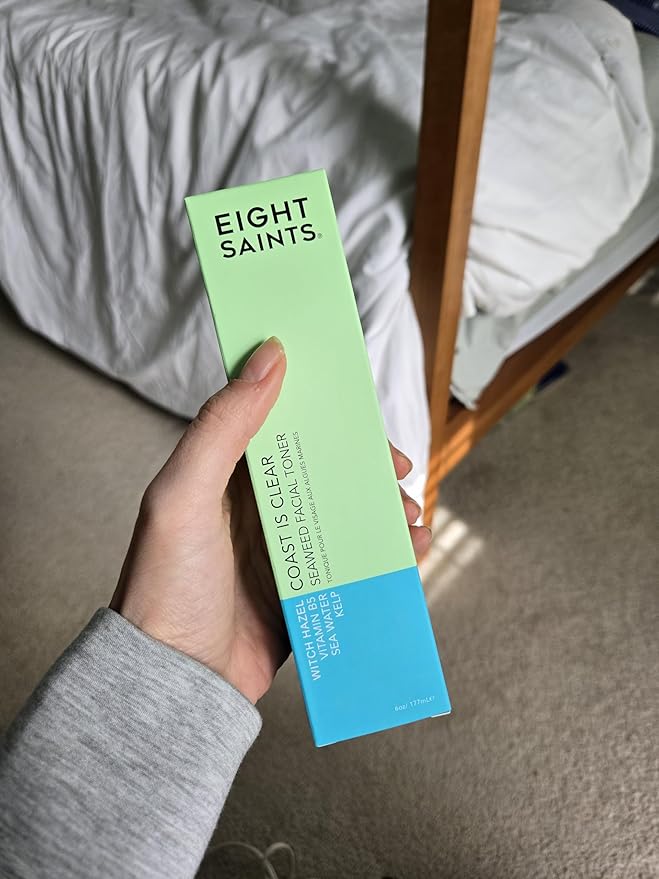 EIGHT
SAINTS®
COAST IS CLEAR
SEAWEED FACIAL TONER
TONIQUE POUR LE VISAGE AUX ALGUES MARINES
WITCH HAZEL
VITAMIN B5
SEA WATER
KELP
6oz/ 177mL℮